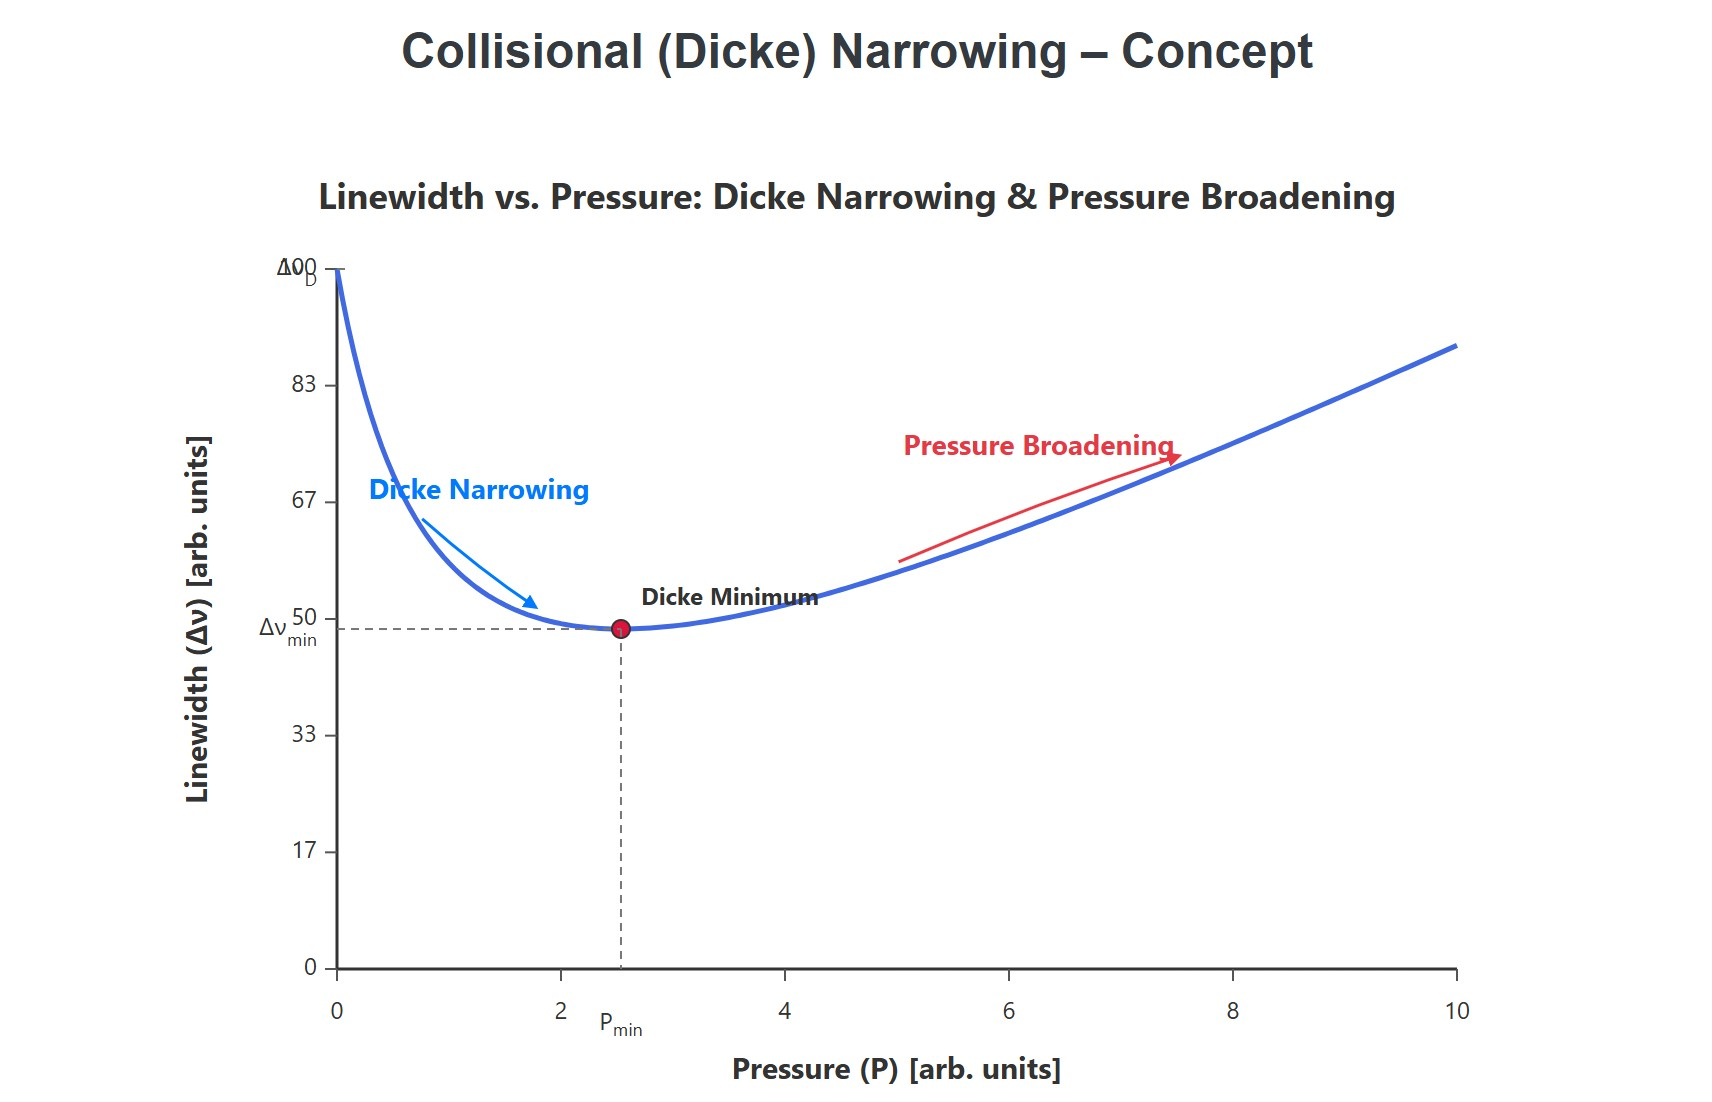 Collisional (Dicke) Narrowing – Concept
Linewidth vs. Pressure: Dicke Narrowing & Pressure Broadening
100
Δν_D
83
Pressure Broadening
67
Dicke Narrowing
Dicke Minimum
50
Δν_min
33
17
0
Linewidth (Δν) [arb. units]
0 2 4 6 8 10
P_min
Pressure (P) [arb. units]